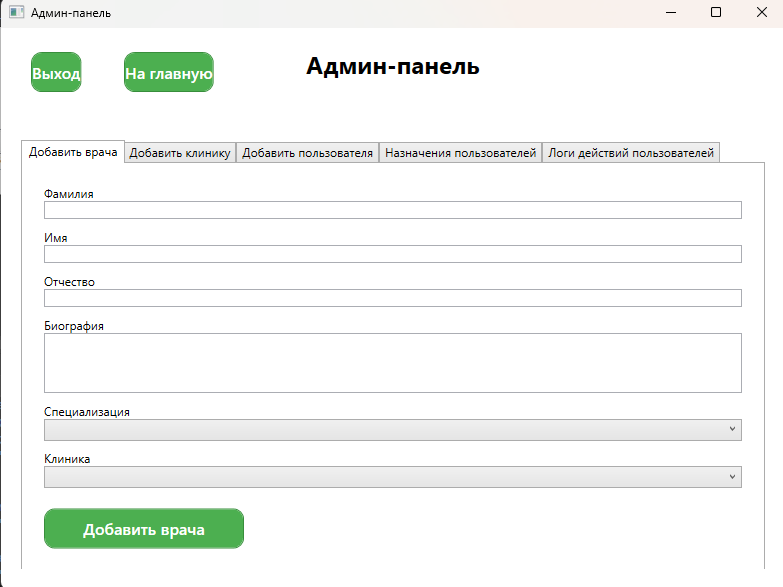 Админ-панель
Выход
На главную
Админ-панель
Добавить врача
Добавить клинику
Добавить пользователя
Назначения пользователей
Логи действий пользователей
Фамилия
Имя
Отчество
Биография
Специализация
Клиника
Добавить врача